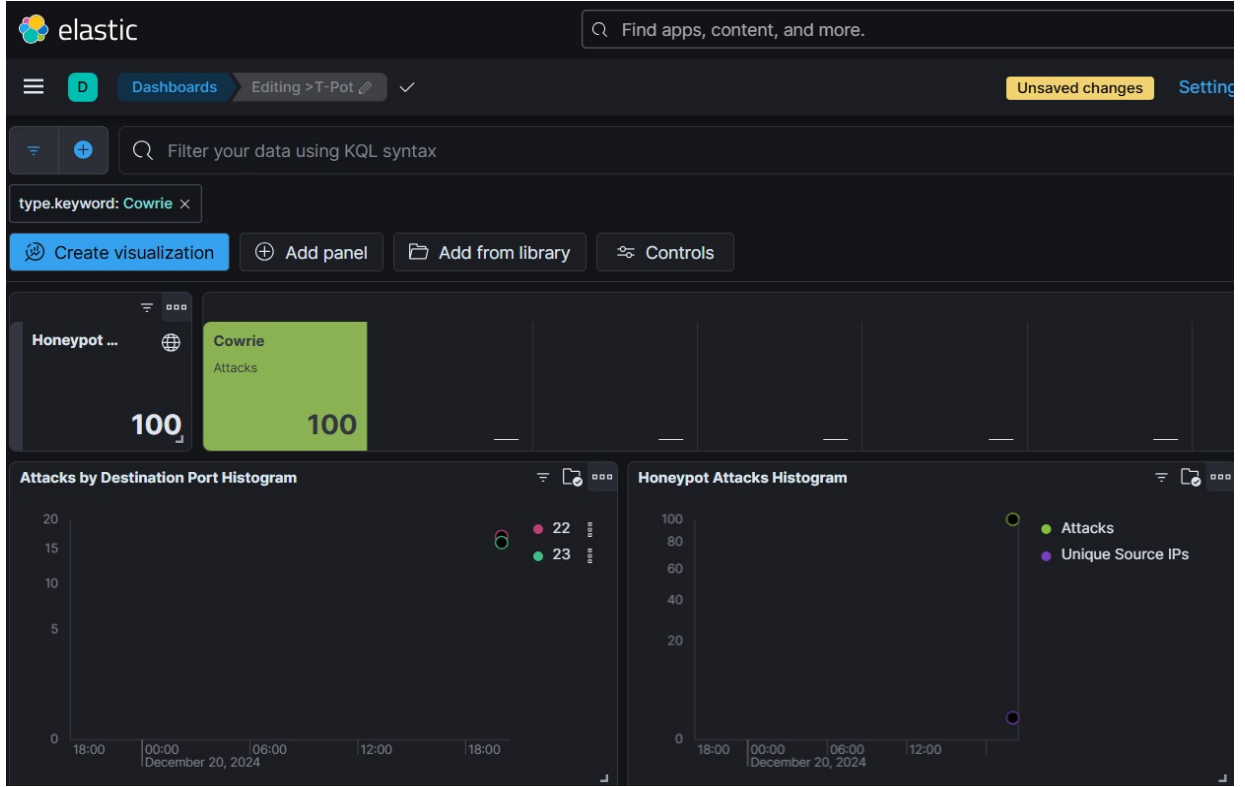 elastic
Find apps, content, and more.
D
Dashboards
Editing >T-Pot
Unsaved changes
Setting
Filter your data using KQL syntax
type.keyword: Cowrie ×
Create visualization
Add panel
Add from library
Controls
Honeypot ...
100
Cowrie
Attacks
100
Attacks by Destination Port Histogram
20
15
10
5
0
18:00
00:00
06:00
12:00
18:00
December 20, 2024
22
23
Honeypot Attacks Histogram
100
80
60
40
20
0
18:00
00:00
06:00
12:00
December 20, 2024
Attacks
Unique Source IPs